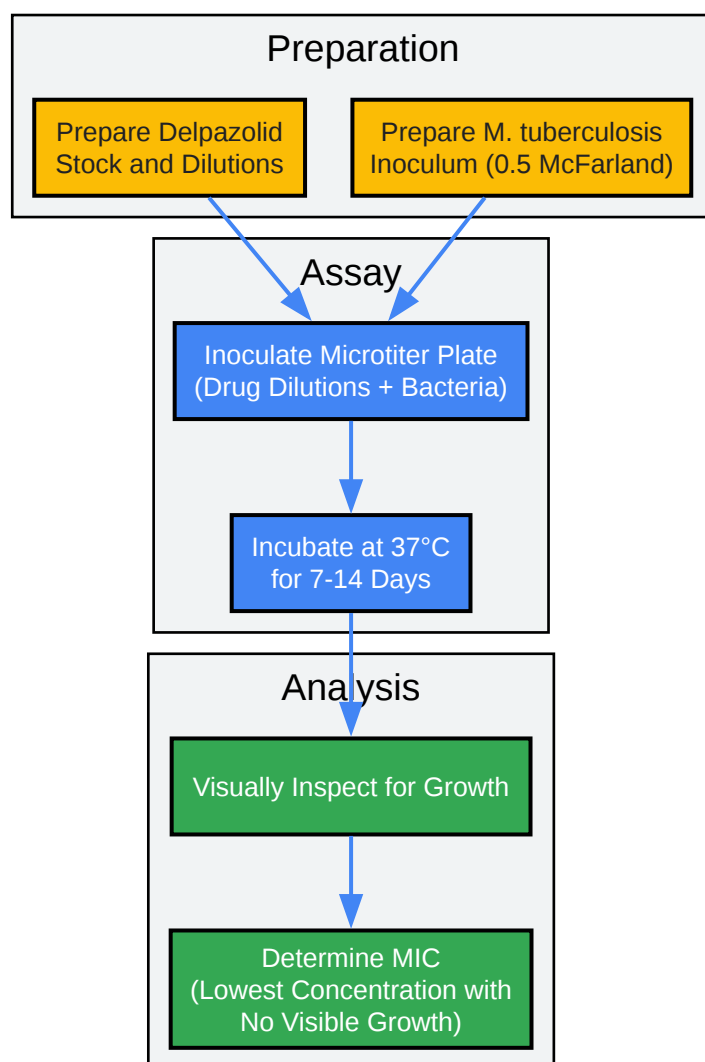 Preparation
Prepare Delpazolid
Stock and Dilutions
Prepare M. tuberculosis
Inoculum (0.5 McFarland)
Assay
Inoculate Microtiter Plate
(Drug Dilutions + Bacteria)
Incubate at 37°C
for 7-14 Days
Analysis
Visually Inspect for Growth
Determine MIC
(Lowest Concentration with
No Visible Growth)